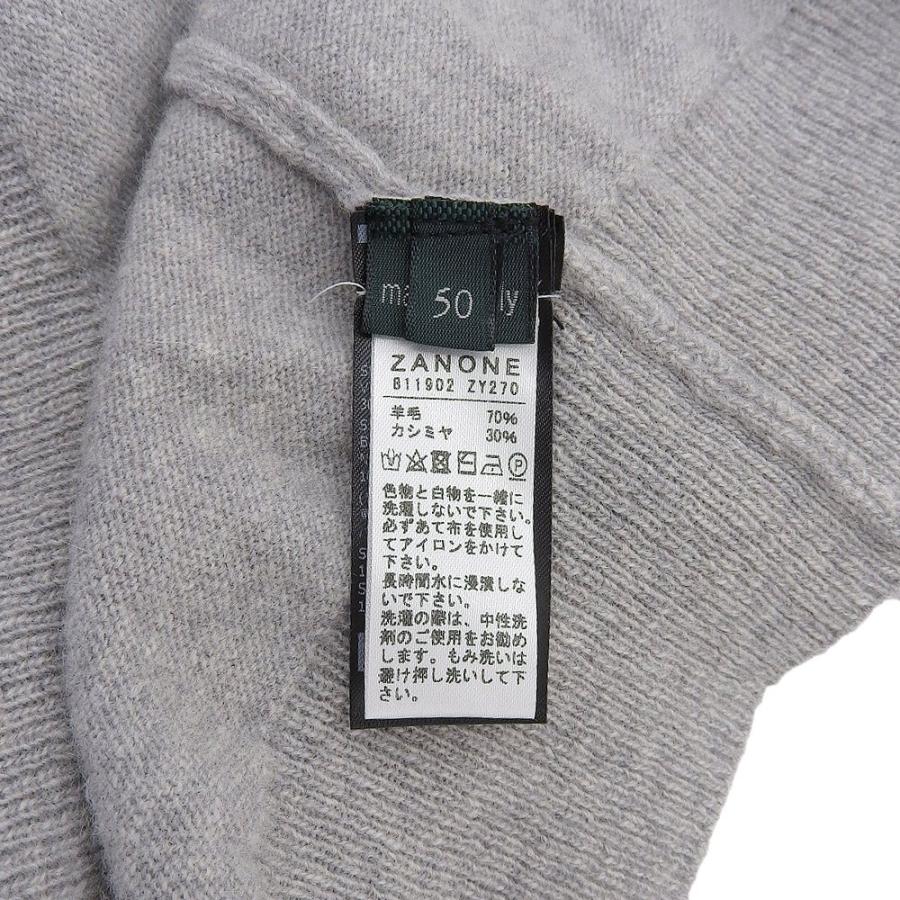 50
ly
ZANONE
B11902 ZY270
羊毛 70%
カシミヤ 30%
P
色物と白物を一緒に
洗濯しないで下さい。
必ずあて布を使用し
てアイロンをかけて
下さい。
長時間水に浸漬しな
いで下さい。
洗濯の際は、中性洗
剤のご使用をお勧め
します。もみ洗いは
避け押し洗いして下
さい。